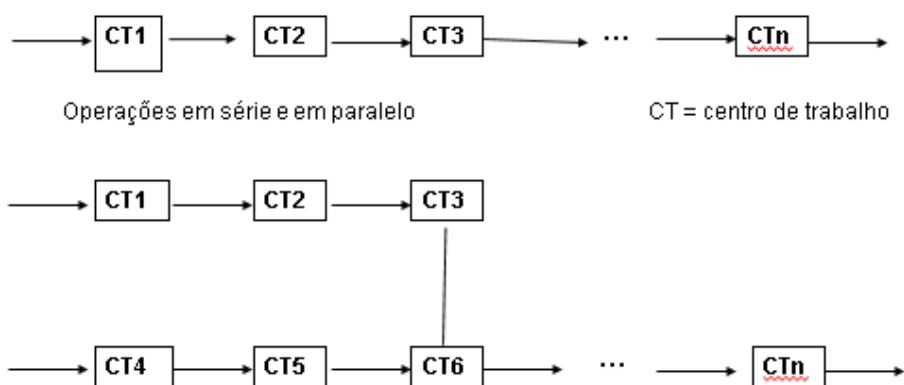 CT1 CT2 CT3 ... CTn
Operações em série e em paralelo CT = centro de trabalho
CT1 CT2 CT3
CT4 CT5 CT6 ... CTn